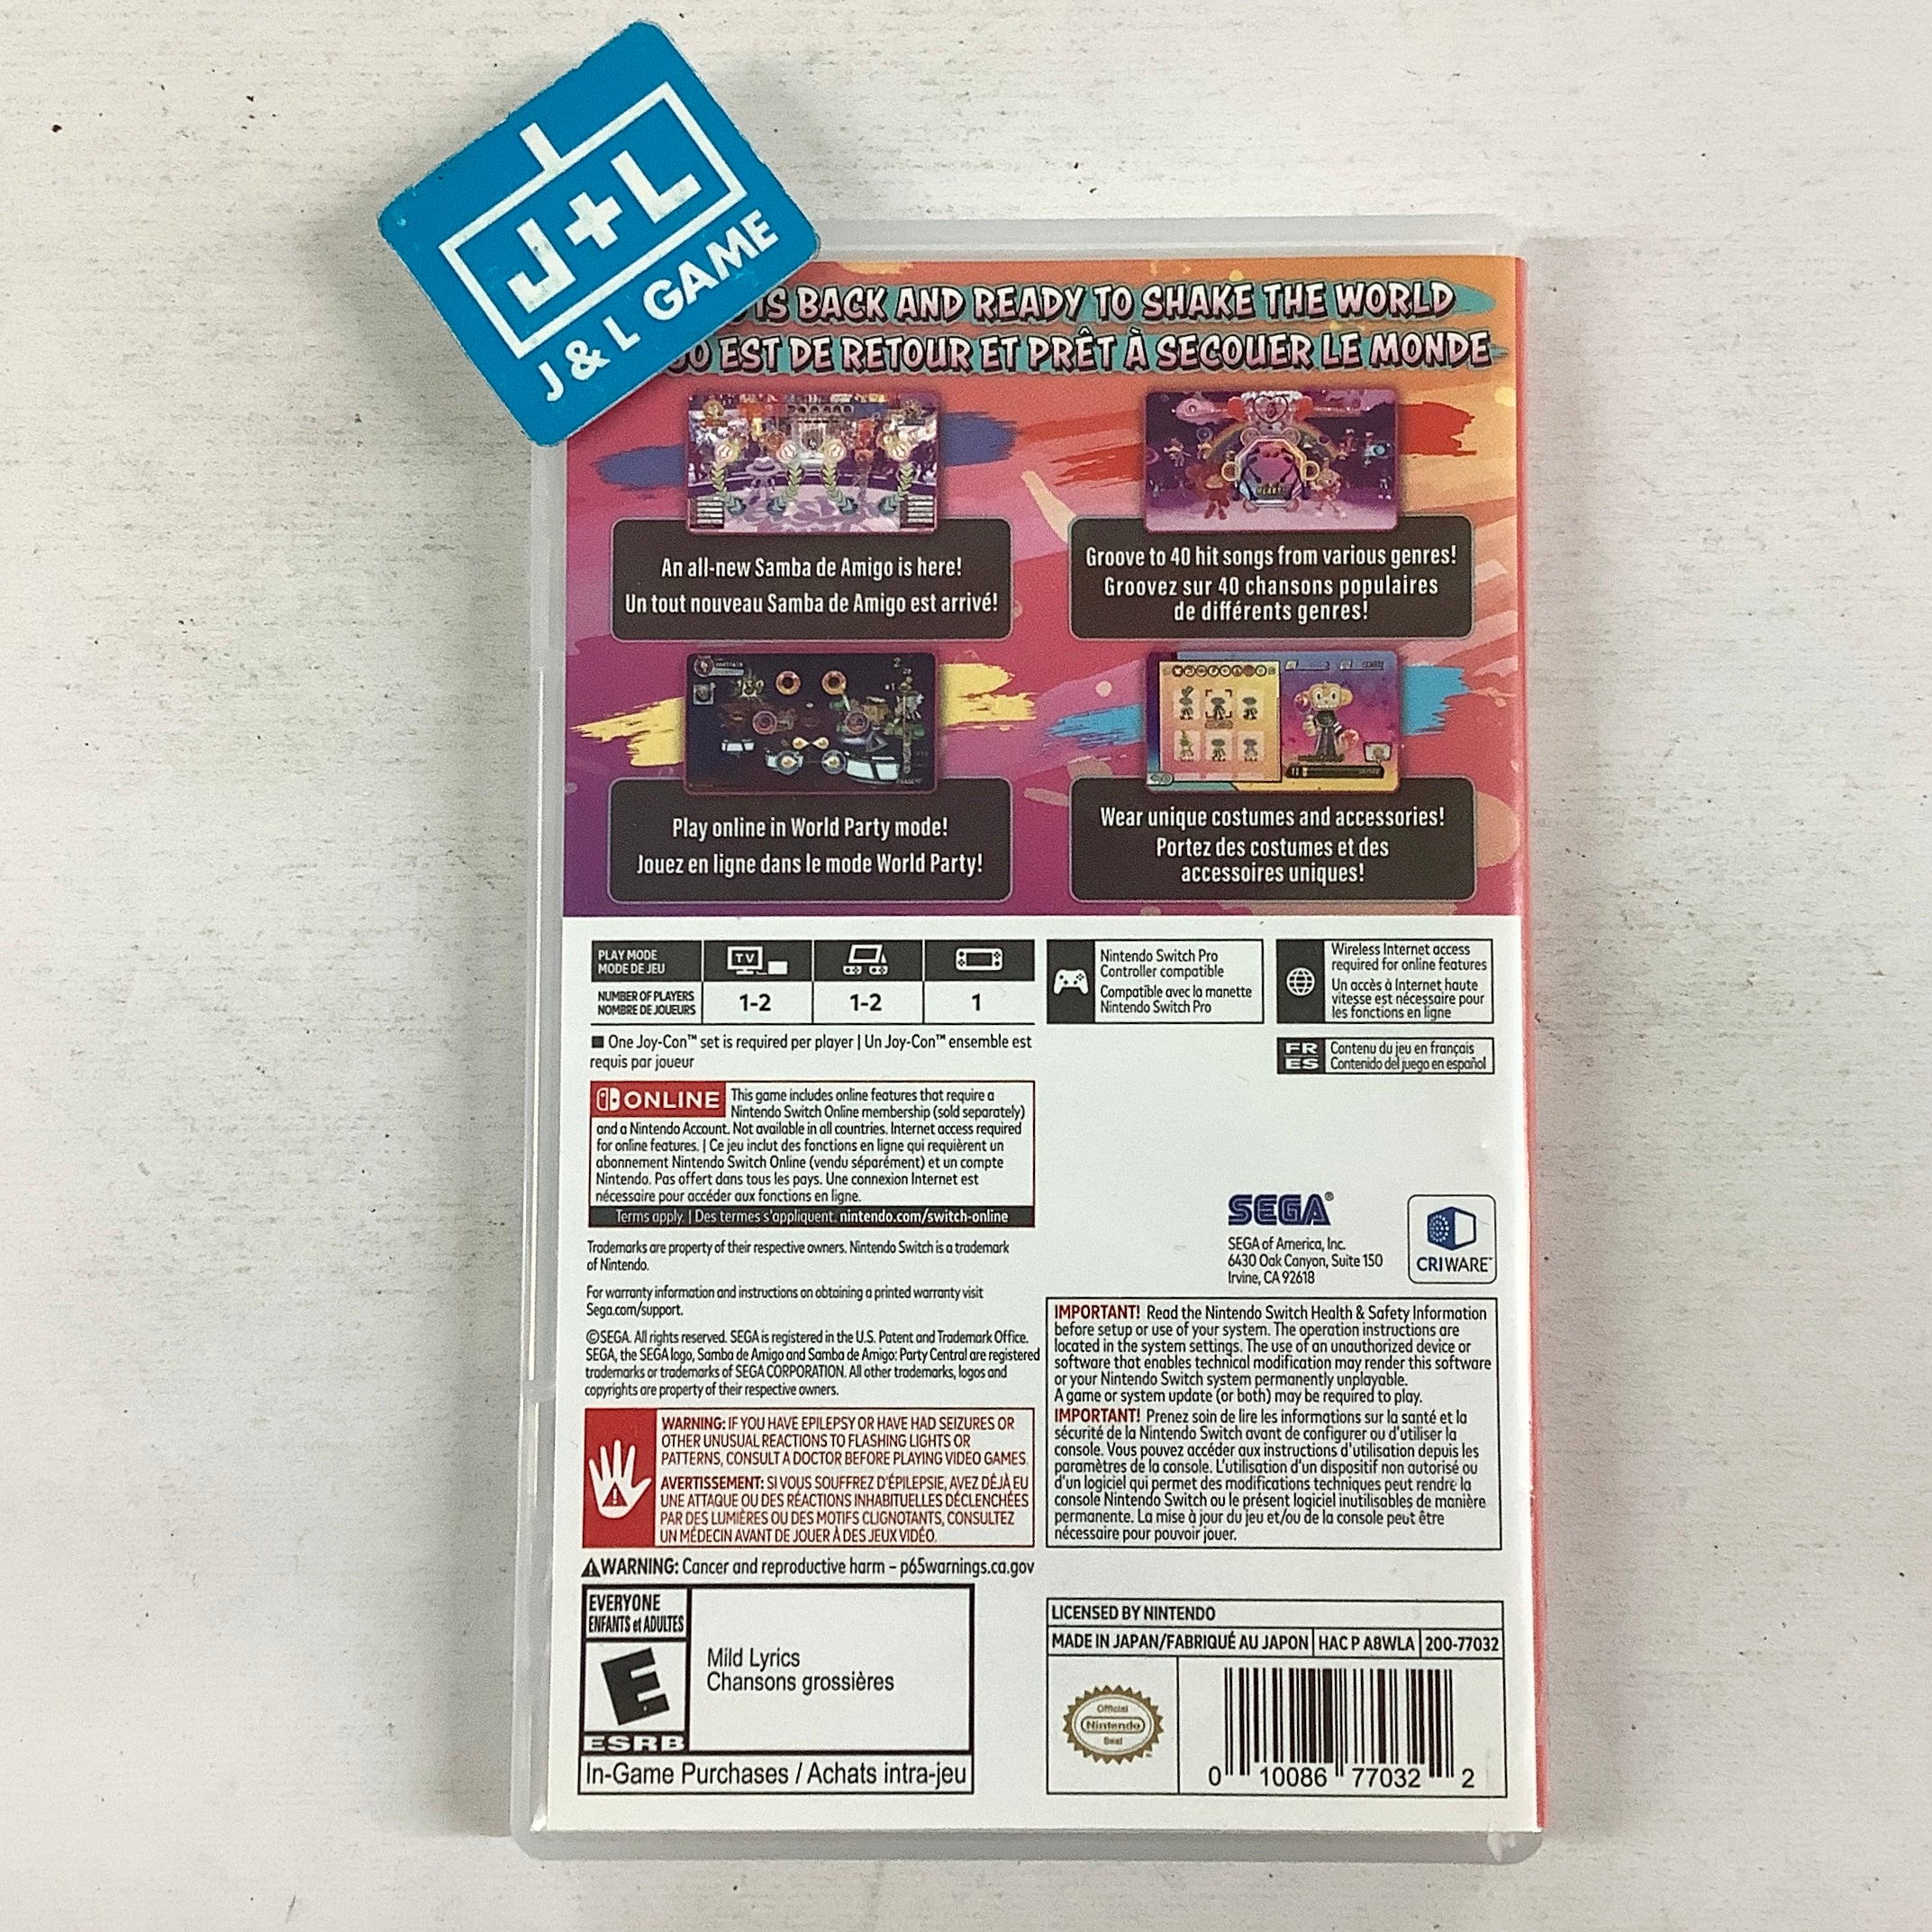 J+L
J & L GAME
IS BACK AND READY TO SHAKE THE WORLD
EST DE RETOUR ET PRÊT À SECOUER LE MONDE
An all-new Samba de Amigo is here!
Un tout nouveau Samba de Amigo est arrivé!
Groove to 40 hit songs from various genres!
Groovez sur 40 chansons populaires
de différents genres!
Play online in World Party mode!
Jouez en ligne dans le mode World Party!
Wear unique costumes and accessories!
Portez des costumes et des
accessoires uniques!
PLAY MODE
MODE DE JEU
TV
NUMBER OF PLAYERS
NOMBRE DE JOUEURS
1-2
1-2
1
Nintendo Switch Pro
Controller compatible
Compatible avec la manette
Nintendo Switch Pro
Wireless Internet access
required for online features
Un accès à Internet haute
vitesse est nécessaire pour
les fonctions en ligne
■ One Joy-Con™ set is required per player | Un Joy-Con™ ensemble est
requis par joueur
FR
ES
Contenu du jeu en français
Contenido del juego en español
ONLINE
This game includes online features that require a
Nintendo Switch Online membership (sold separately)
and a Nintendo Account. Not available in all countries. Internet access required
for online features. | Ce jeu inclut des fonctions en ligne qui requièrent un
abonnement Nintendo Switch Online (vendu séparément) et un compte
Nintendo. Pas offert dans tous les pays. Une connexion Internet est
nécessaire pour accéder aux fonctions en ligne.
Terms apply. | Des termes s'appliquent. nintendo.com/switch-online
Trademarks are property of their respective owners. Nintendo Switch is a trademark
of Nintendo.
For warranty information and instructions on obtaining a printed warranty visit
Sega.com/support.
©SEGA. All rights reserved. SEGA is registered in the U.S. Patent and Trademark Office.
SEGA, the SEGA logo, Samba de Amigo and Samba de Amigo: Party Central are registered
trademarks or trademarks of SEGA CORPORATION. All other trademarks, logos and
copyrights are property of their respective owners.
SEGA®
SEGA of America, Inc.
6430 Oak Canyon, Suite 150
Irvine, CA 92618
CRIWARE™
IMPORTANT! Read the Nintendo Switch Health & Safety Information
before setup or use of your system. The operation instructions are
located in the system settings. The use of an unauthorized device or
software that enables technical modification may render this software
or your Nintendo Switch system permanently unplayable.
A game or system update (or both) may be required to play.
IMPORTANT! Prenez soin de lire les informations sur la santé et la
sécurité de la Nintendo Switch avant de configurer ou d'utiliser la
console. Vous pouvez accéder aux instructions d'utilisation depuis les
paramètres de la console. L'utilisation d'un dispositif non autorisé ou
d'un logiciel qui permet des modifications techniques peut rendre la
console Nintendo Switch ou le présent logiciel inutilisables de manière
permanente. La mise à jour du jeu et/ou de la console peut être
nécessaire pour pouvoir jouer.
WARNING: IF YOU HAVE EPILEPSY OR HAVE HAD SEIZURES OR
OTHER UNUSUAL REACTIONS TO FLASHING LIGHTS OR
PATTERNS, CONSULT A DOCTOR BEFORE PLAYING VIDEO GAMES.
AVERTISSEMENT: SI VOUS SOUFFREZ D'ÉPILEPSIE, AVEZ DÉJÀ EU
UNE ATTAQUE OU DES RÉACTIONS INHABITUELLES DÉCLENCHÉES
PAR DES LUMIÈRES OU DES MOTIFS CLIGNOTANTS, CONSULTEZ
UN MÉDECIN AVANT DE JOUER À DES JEUX VIDÉO.
⚠WARNING: Cancer and reproductive harm – p65warnings.ca.gov
EVERYONE
ENFANTS et ADULTES
E
ESRB
Mild Lyrics
Chansons grossières
In-Game Purchases / Achats intra-jeu
LICENSED BY NINTENDO
MADE IN JAPAN/FABRIQUÉ AU JAPON HAC P A8WLA 200-77032
Official
Nintendo
Seal
0 10086 77032 2